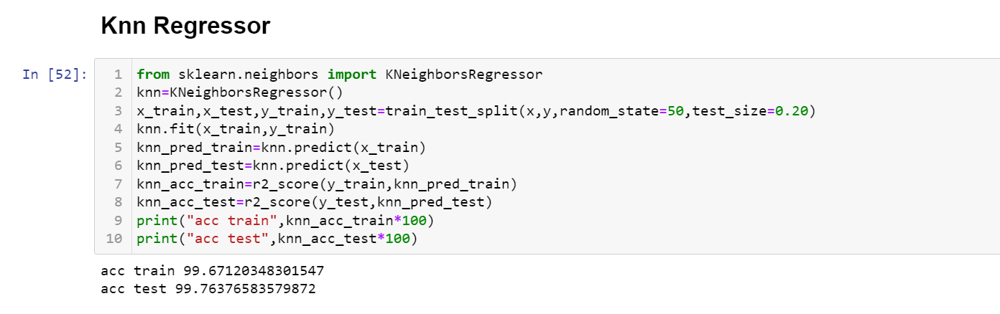 Knn Regressor
In [52]:
1 from sklearn.neighbors import KNeighborsRegressor
2 knn=KNeighborsRegressor()
3 x_train,x_test,y_train,y_test=train_test_split(x,y,random_state=50,test_size=0.20)
4 knn.fit(x_train,y_train)
5 knn_pred_train=knn.predict(x_train)
6 knn_pred_test=knn.predict(x_test)
7 knn_acc_train=r2_score(y_train,knn_pred_train)
8 knn_acc_test=r2_score(y_test,knn_pred_test)
9 print("acc train",knn_acc_train*100)
10 print("acc test",knn_acc_test*100)
acc train 99.67120348301547
acc test 99.76376583579872